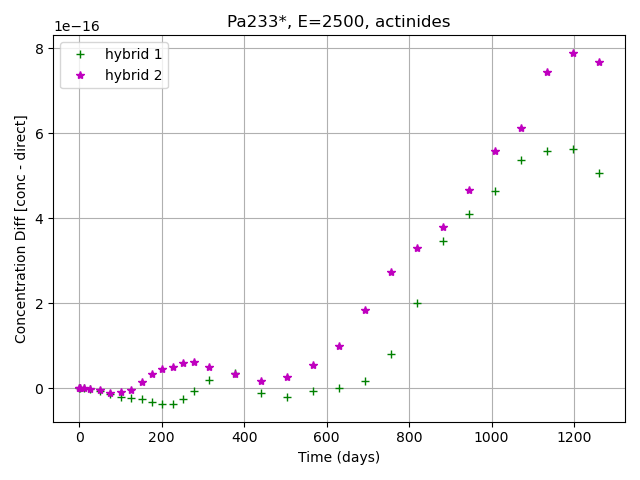 Pa233*, E=2500, actinides
1e−16
hybrid 1
hybrid 2
8
6
4
2
0
Concentration Diff [conc - direct]
0 200 400 600 800 1000 1200
Time (days)